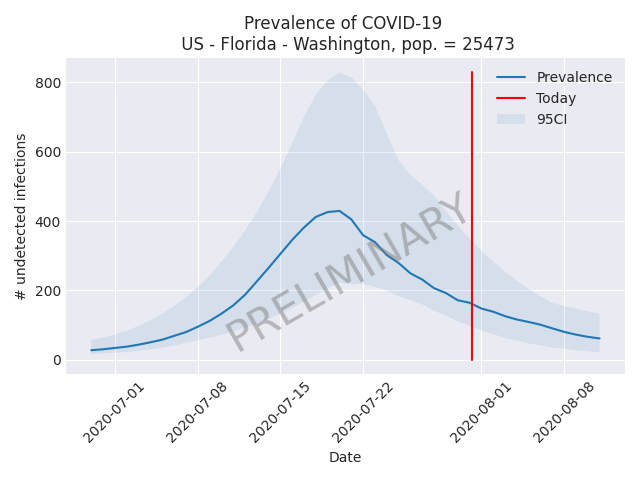 Prevalence of COVID-19
US - Florida - Washington, pop. = 25473
Prevalence
Today
95CI
800
600
400
200
0
# undetected infections
PRELIMINARY
2020-07-01
2020-07-08
2020-07-15
2020-07-22
2020-08-01
2020-08-08
Date